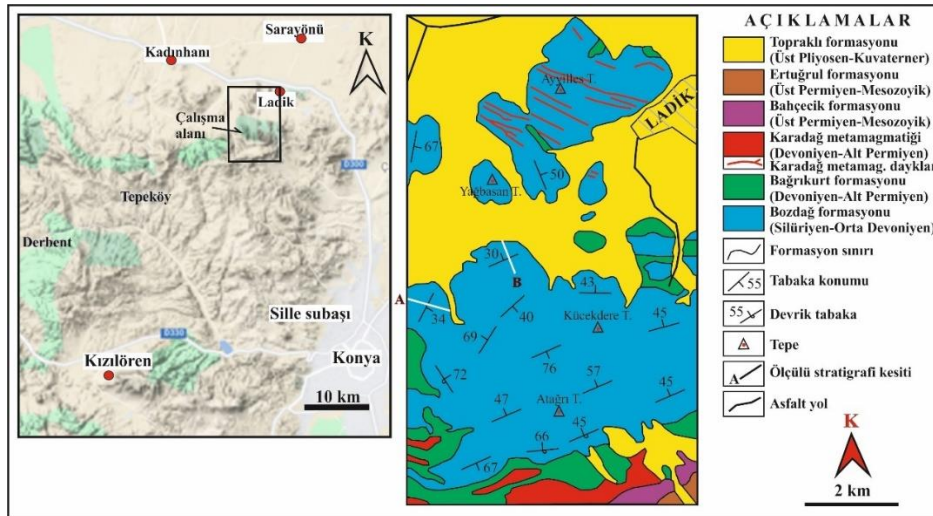 Sarayönü
K
Kadınhanı
Ladik
Çalışma
alanı
D300
Tepeköy
Derbent
Sille subaşı
D330
Konya
Kızılören
10 km
Ayvilles T.
LADİK
67
50
Yağbasan T.
30
B
43
A
34
40
Kücekdere T.
45
69
76
57
72
45
47
Atağrı T.
45
66
67
AÇIKLAMALAR
Topraklı formasyonu
(Üst Pliyosen-Kuvaterner)
Ertuğrul formasyonu
(Üst Permiyen-Mesozoyik)
Bahçecik formasyonu
(Üst Permiyen-Mesozoyik)
Karadağ metamagmatiği
(Devoniyen-Alt Permiyen)
Karadağ metamag. daykları
Bağrıkurt formasyonu
(Devoniyen-Alt Permiyen)
Bozdağ formasyonu
(Silüriyen-Orta Devoniyen)
Formasyon sınırı
55 Tabaka konumu
55 Devrik tabaka
Tepe
A Ölçülü stratigrafi kesiti
Asfalt yol
K
2 km